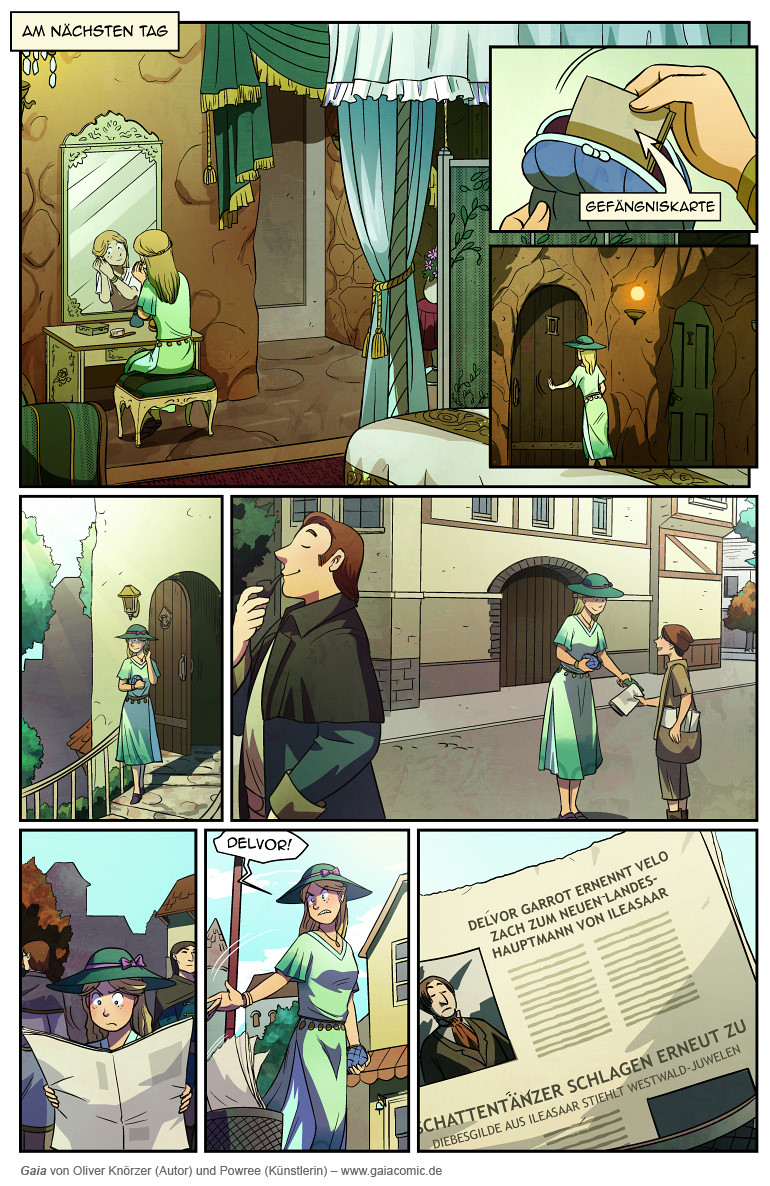 AM NÄCHSTEN TAG
GEFÄNGNISKARTE
I
DELVOR!
DELVOR GARROT ERNENNT VELO
ZACH ZUM NEUEN LANDES-
HAUPTMANN VON ILEASAAR
SCHATTENTÄNZER SCHLAGEN ERNEUT ZU
DIEBESGILDE AUS ILEASAAR STIEHLT WESTWALD-JUWELEN
Gaia von Oliver Knörzer (Autor) und Powree (Künstlerin) – www.gaiacomic.de